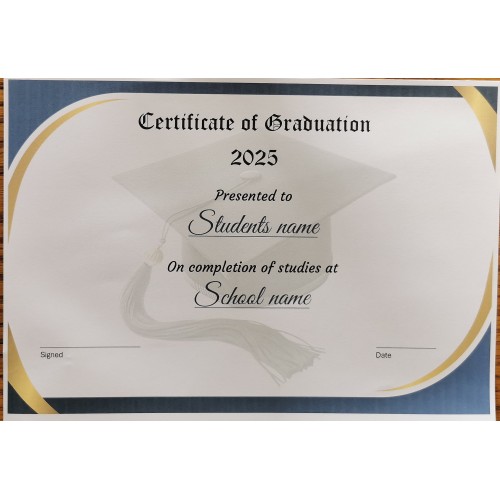 Certificate of Graduation
2025
Presented to
Students name
On completion of studies at
School name
Signed
Date